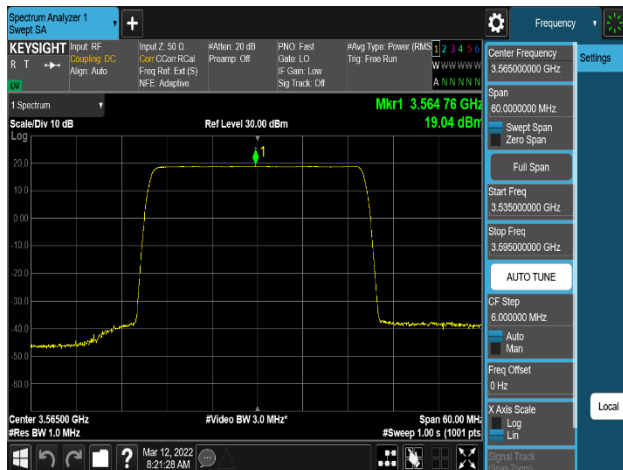 Spectrum Analyzer 1
Swept SA
Frequency
KEYSIGHT
R T
Input: RF
Coupling: DC
Align: Auto
Input Z: 50 Ω
Corr CCorr RCal
Freq Ref: Ext (S)
NFE: Adaptive
#Atten: 20 dB
Preamp: Off
PNO: Fast
Gate: LO
IF Gain: Low
Sig Track: Off
#Avg Type: Power (RMS
Trig: Free Run
1 2 3 4 5 6
W W W W W W
A N N N N N
1 Spectrum
Scale/Div 10 dB
Ref Level 30.00 dBm
Mkr1 3.564 76 GHz
19.04 dBm
Log
1
20.0
10.0
0.00
-10.0
-20.0
-30.0
-40.0
-50.0
-60.0
Center 3.56500 GHz
#Res BW 1.0 MHz
#Video BW 3.0 MHz*
Span 60.00 MHz
#Sweep 1.00 s (1001 pts
Mar 12, 2022
8:21:28 AM
?
Center Frequency
3.565000000 GHz
Span
60.0000000 MHz
Swept Span
Zero Span
Full Span
Start Freq
3.535000000 GHz
Stop Freq
3.595000000 GHz
AUTO TUNE
CF Step
6.000000 MHz
Auto
Man
Freq Offset
0 Hz
X Axis Scale
Log
Lin
Signal Track
(Span Zoom)
Settings
Local